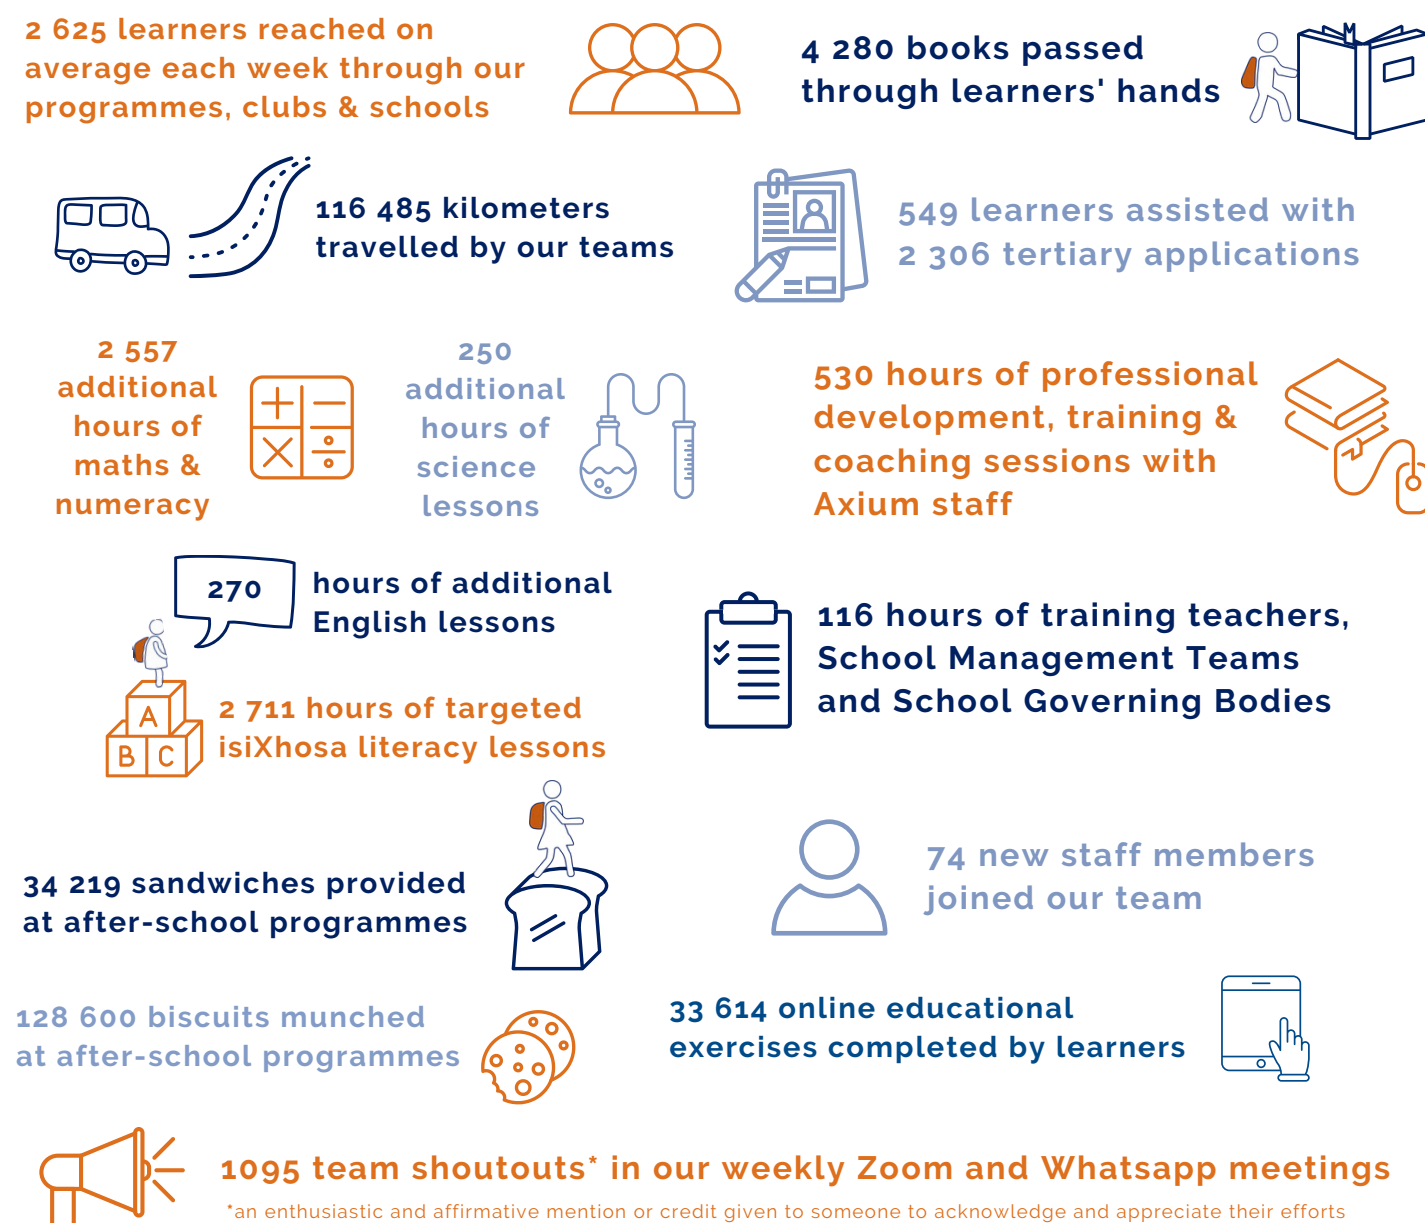 2 625 learners reached on
average each week through our
programmes, clubs & schools
4 280 books passed
through learners' hands
116 485 kilometers
travelled by our teams
549 learners assisted with
2 306 tertiary applications
2 557
additional
hours of
maths &
numeracy
250
additional
hours of
science
lessons
530 hours of professional
development, training &
coaching sessions with
Axium staff
270
hours of additional
English lessons
A
B C
2 711 hours of targeted
isiXhosa literacy lessons
116 hours of training teachers,
School Management Teams
and School Governing Bodies
34 219 sandwiches provided
at after-school programmes
74 new staff members
joined our team
128 600 biscuits munched
at after-school programmes
33 614 online educational
exercises completed by learners
1095 team shoutouts* in our weekly Zoom and Whatsapp meetings
*an enthusiastic and affirmative mention or credit given to someone to acknowledge and appreciate their efforts